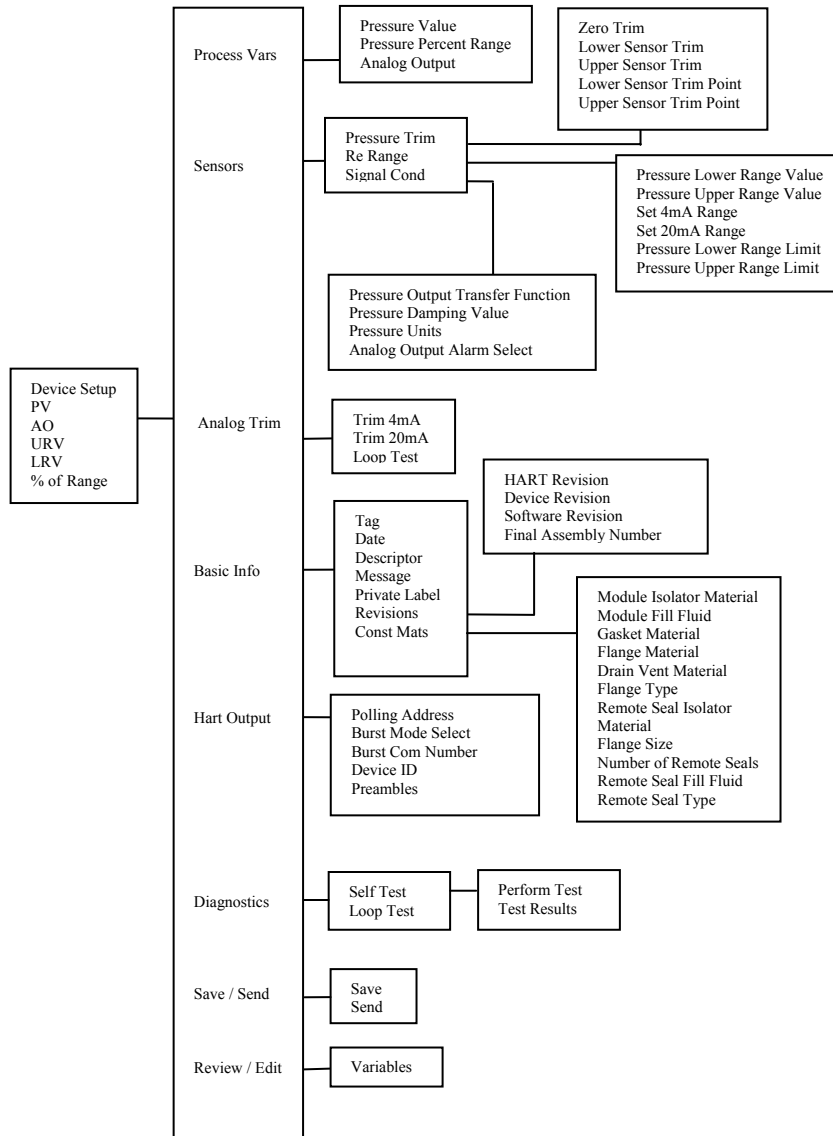 Device Setup
PV
AO
URV
LRV
% of Range
Process Vars
Pressure Value
Pressure Percent Range
Analog Output
Sensors
Pressure Trim
Re Range
Signal Cond
Zero Trim
Lower Sensor Trim
Upper Sensor Trim
Lower Sensor Trim Point
Upper Sensor Trim Point
Pressure Lower Range Value
Pressure Upper Range Value
Set 4mA Range
Set 20mA Range
Pressure Lower Range Limit
Pressure Upper Range Limit
Pressure Output Transfer Function
Pressure Damping Value
Pressure Units
Analog Output Alarm Select
Analog Trim
Trim 4mA
Trim 20mA
Loop Test
Basic Info
Tag
Date
Descriptor
Message
Private Label
Revisions
Const Mats
HART Revision
Device Revision
Software Revision
Final Assembly Number
Module Isolator Material
Module Fill Fluid
Gasket Material
Flange Material
Drain Vent Material
Flange Type
Remote Seal Isolator
Material
Flange Size
Number of Remote Seals
Remote Seal Fill Fluid
Remote Seal Type
Hart Output
Polling Address
Burst Mode Select
Burst Com Number
Device ID
Preambles
Diagnostics
Self Test
Loop Test
Perform Test
Test Results
Save / Send
Save
Send
Review / Edit
Variables